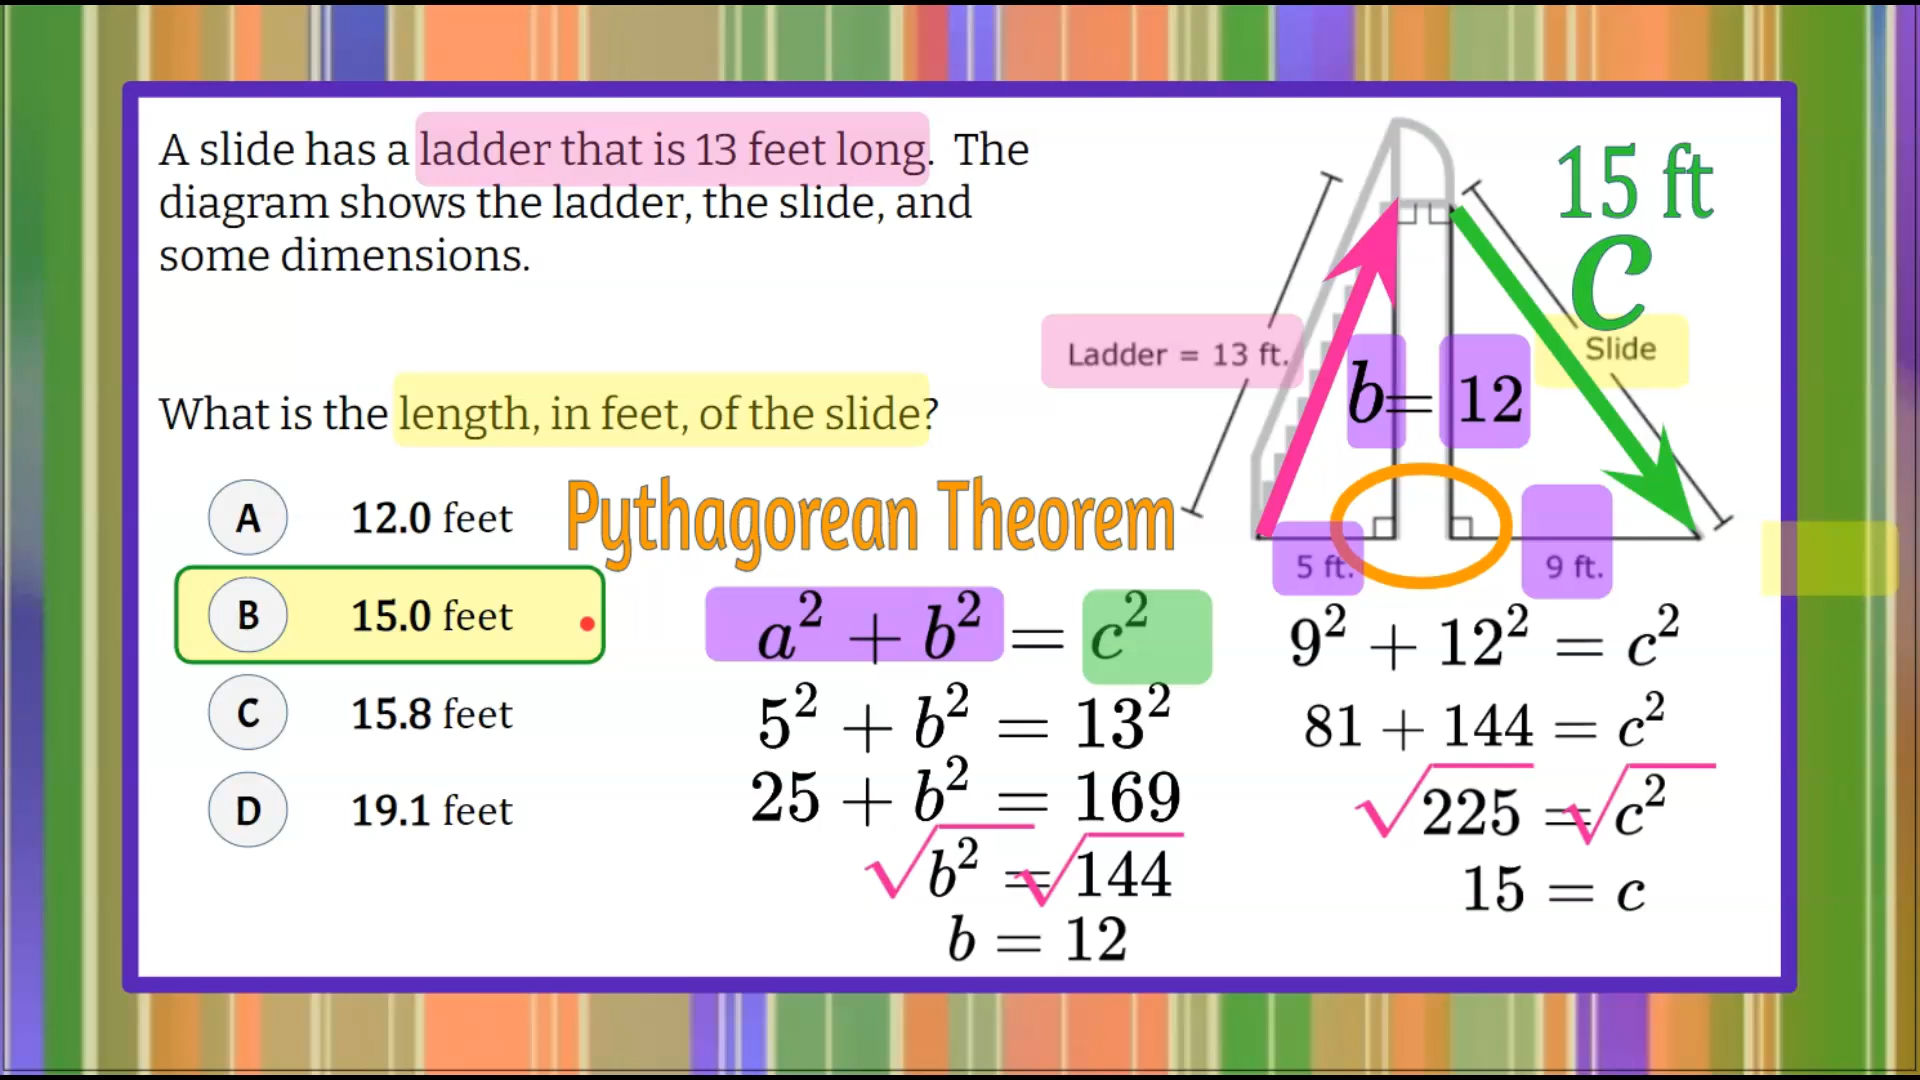 A slide has a ladder that is 13 feet long. The
diagram shows the ladder, the slide, and
some dimensions.
What is the length, in feet, of the slide?
A 12.0 feet
B 15.0 feet
C 15.8 feet
D 19.1 feet
Pythagorean Theorem
a² + b² = c²
5² + b² = 13²
25 + b² = 169
√b² = √144
b = 12
15 ft
c
Ladder = 13 ft.
b = 12
Slide
5 ft.
9 ft.
9² + 12² = c²
81 + 144 = c²
√225 = √c²
15 = c